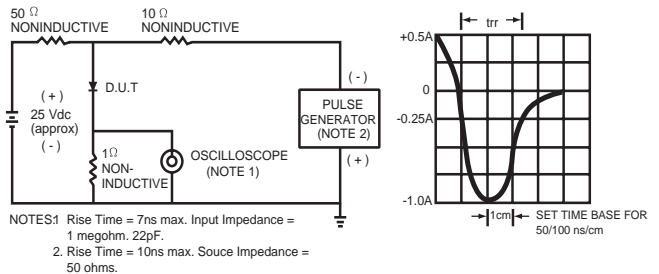 50 Ω
NONINDUCTIVE
10 Ω
NONINDUCTIVE
D.U.T
( + )
25 Vdc
(approx)
( - )
1Ω
NON-
INDUCTIVE
OSCILLOSCOPE
(NOTE 1)
( - )
PULSE
GENERATOR
(NOTE 2)
( + )
NOTES:1 Rise Time = 7ns max. Input Impedance =
1 megohm. 22pF.
2. Rise Time = 10ns max. Souce Impedance =
50 ohms.
trr
+0.5A
0
-0.25A
-1.0A
1cm
SET TIME BASE FOR
50/100 ns/cm